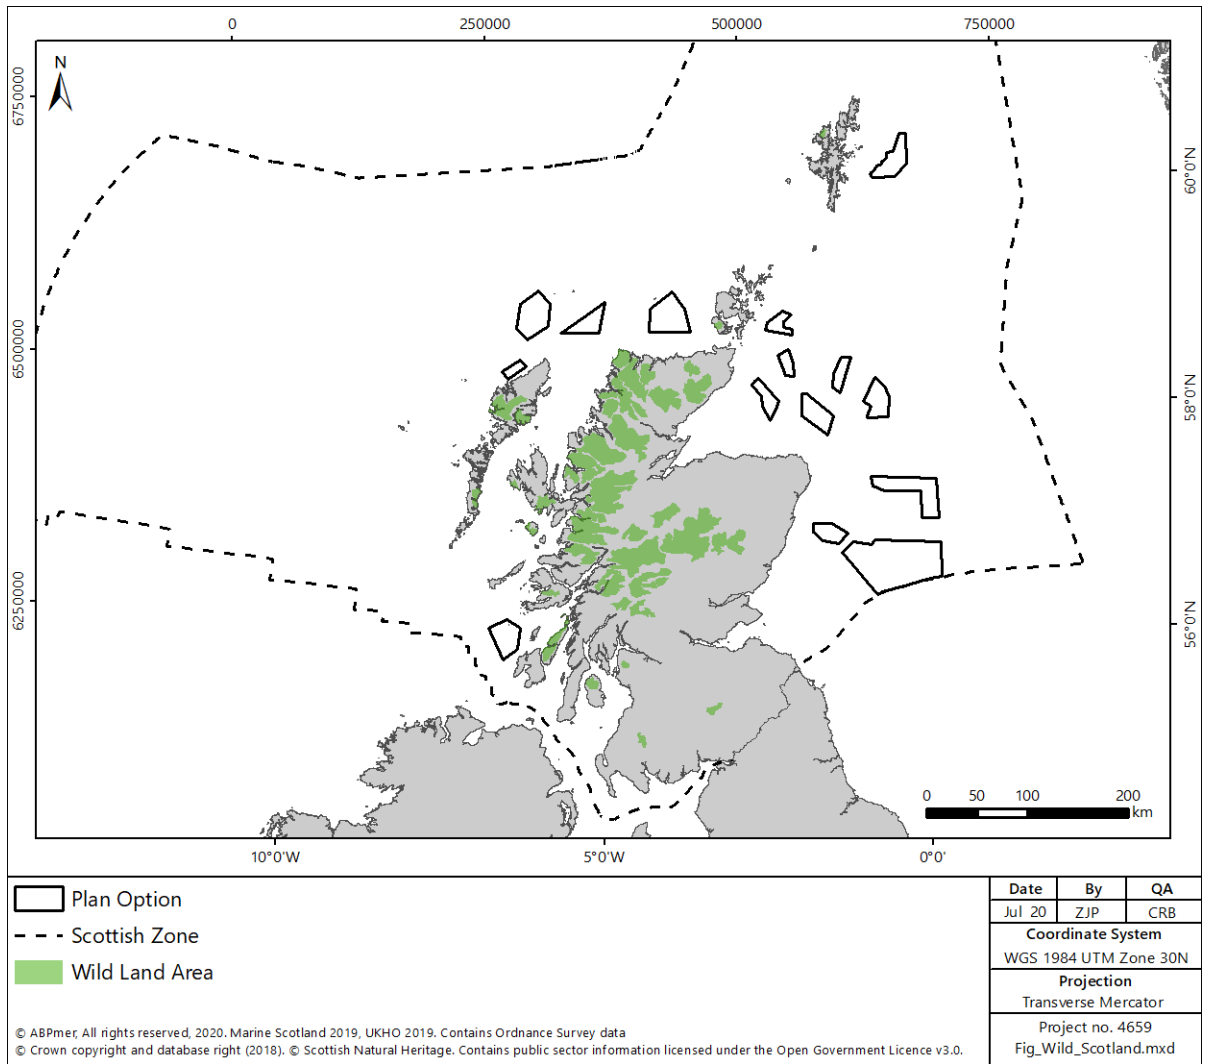 0 250000 500000 750000
N
6750000
6500000
6250000
60°0'N
58°0'N
56°0'N
0 50 100 200
km
10°0'W 5°0'W 0°0'
Plan Option
Scottish Zone
Wild Land Area
Date By QA
Jul 20 ZJP CRB
Coordinate System
WGS 1984 UTM Zone 30N
Projection
Transverse Mercator
Project no. 4659
Fig_Wild_Scotland.mxd
© ABPmer, All rights reserved, 2020. Marine Scotland 2019, UKHO 2019. Contains Ordnance Survey data
© Crown copyright and database right (2018). © Scottish Natural Heritage. Contains public sector information licensed under the Open Government Licence v3.0.